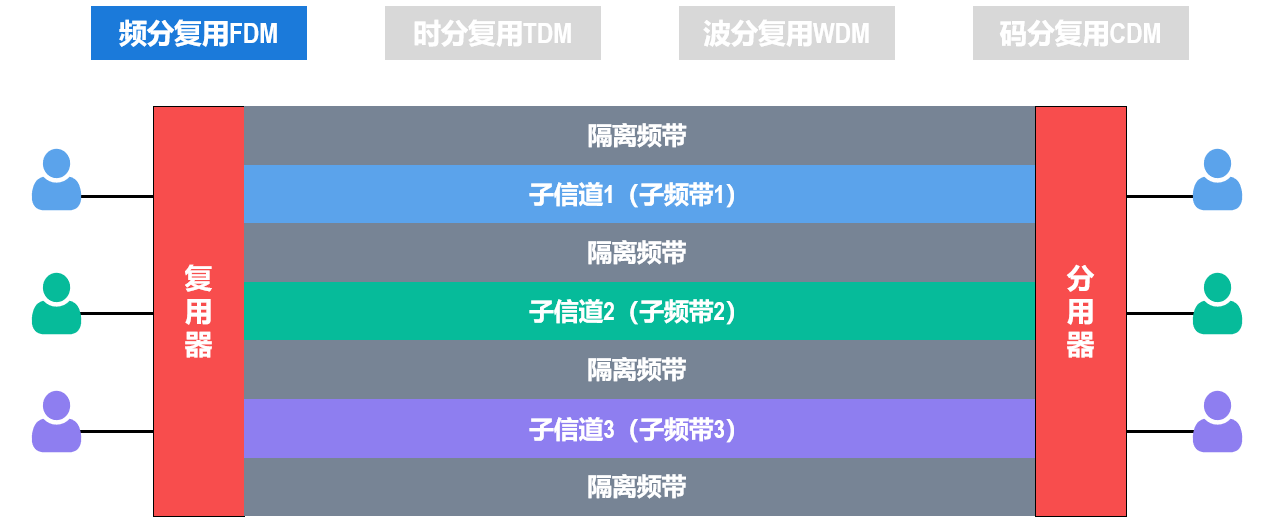 频分复用FDM
时分复用TDM
波分复用WDM
码分复用CDM
隔离频带
子信道1（子频带1）
隔离频带
子信道2（子频带2）
隔离频带
子信道3（子频带3）
隔离频带
复用器
分用器